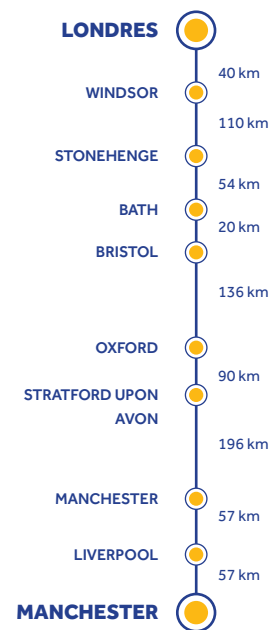 LONDRES
40 km
WINDSOR
110 km
STONEHENGE
54 km
BATH
20 km
BRISTOL
136 km
OXFORD
90 km
STRATFORD UPON
AVON
196 km
MANCHESTER
57 km
LIVERPOOL
57 km
MANCHESTER